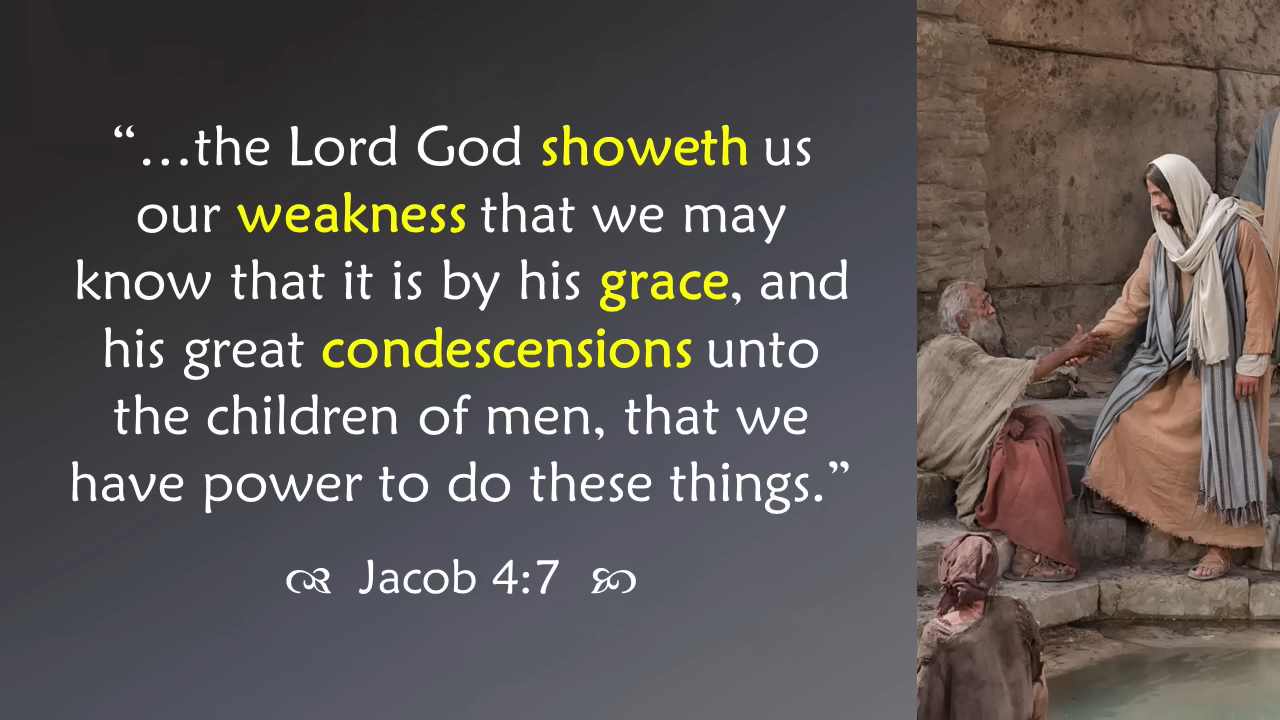 “…the Lord God showeth us
our weakness that we may
know that it is by his grace, and
his great condescensions unto
the children of men, that we
have power to do these things.”
Jacob 4:7